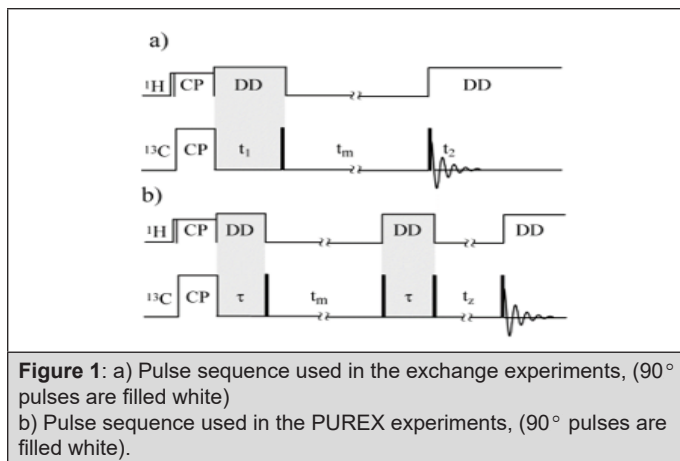 a)
¹H CP DD DD
¹³C CP t₁ tₘ t₂
b)
¹H CP DD DD DD
¹³C CP τ tₘ τ t_z
Figure 1: a) Pulse sequence used in the exchange experiments, (90°
pulses are filled white)
b) Pulse sequence used in the PUREX experiments, (90° pulses are
filled white).